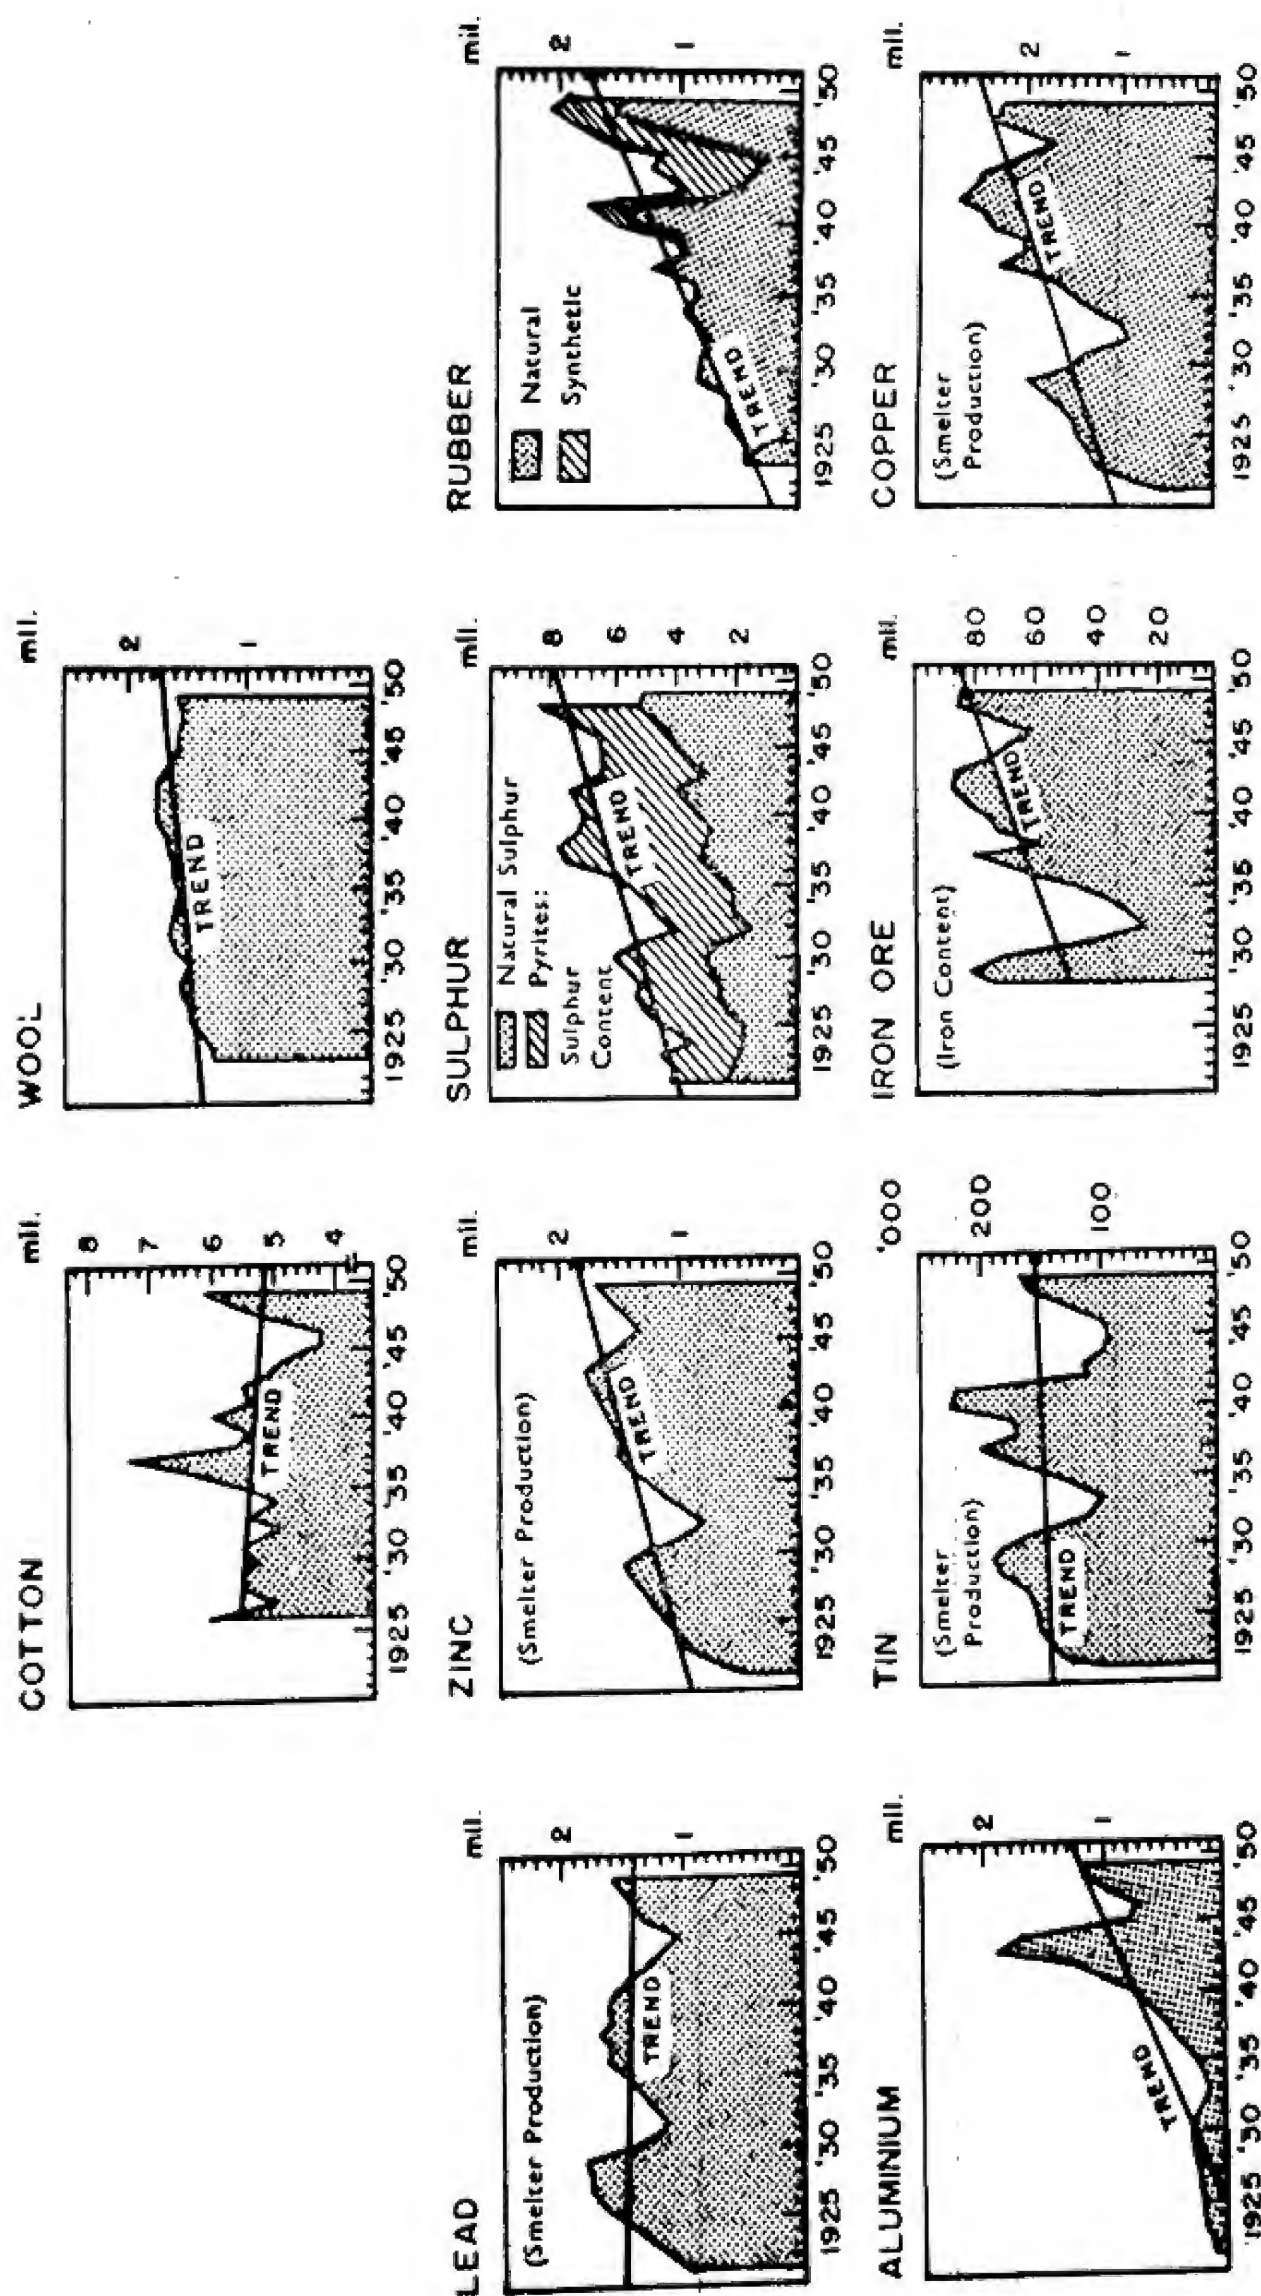 COTTON
mil.
8
7
6
5
4
TREND
1925 '30 '35 '40 '45 '50
WOOL
mil.
2
1
TREND
1925 '30 '35 '40 '45 '50
LEAD
mil.
(Smelter Production)
2
1
TREND
1925 '30 '35 '40 '45 '50
ZINC
mil.
(Smelter Production)
2
1
TREND
1925 '30 '35 '40 '45 '50
SULPHUR
mil.
Natural Sulphur
Pyrites:
Sulphur
Content
8
6
4
2
TREND
1925 '30 '35 '40 '45 '50
RUBBER
mil.
Natural
Synthetic
2
1
TREND
1925 '30 '35 '40 '45 '50
ALUMINIUM
mil.
2
1
TREND
1925 '30 '35 '40 '45 '50
TIN
'000
(Smelter
Production)
200
100
TREND
1925 '30 '35 '40 '45 '50
IRON ORE
mil.
(Iron Content)
80
60
40
20
TREND
1925 '30 '35 '40 '45 '50
COPPER
mil.
(Smelter
Production)
2
1
TREND
1925 '30 '35 '40 '45 '50